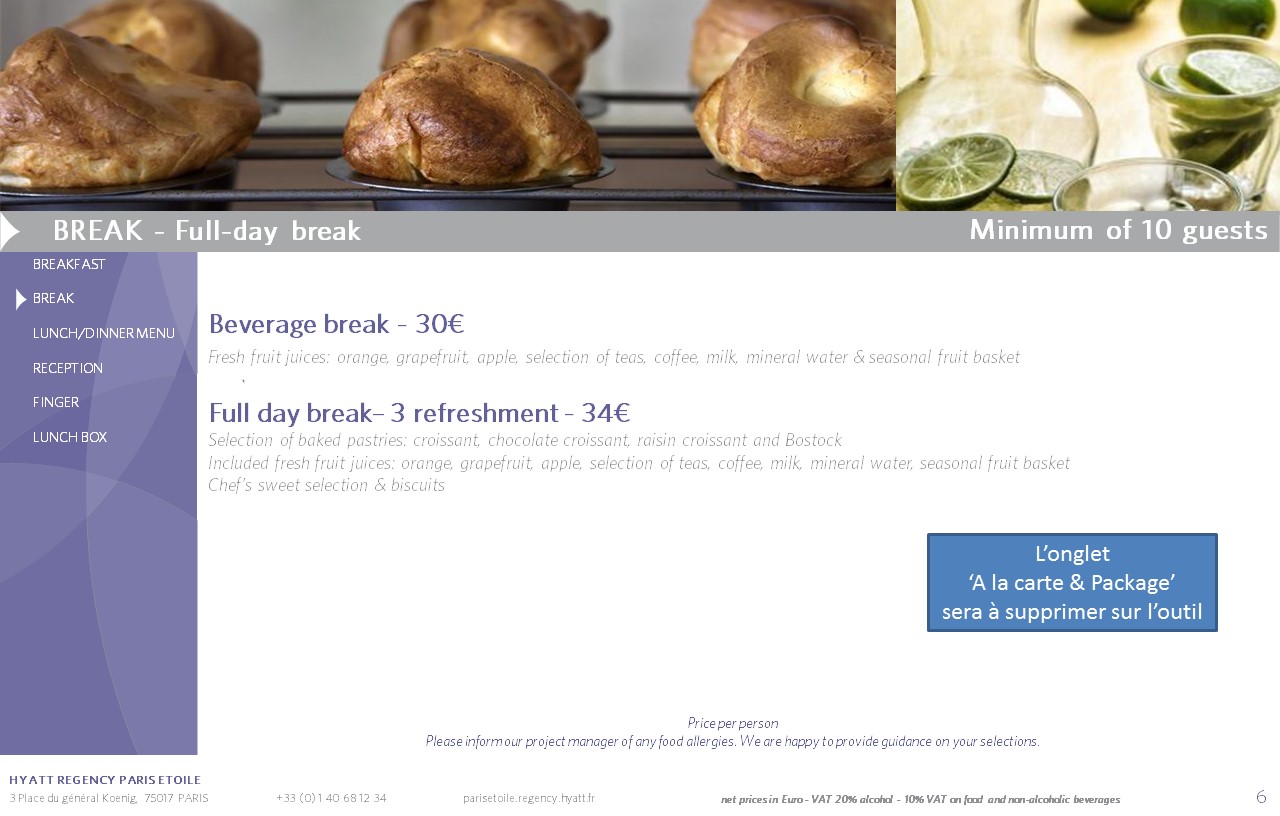 BREAK - Full-day break
Minimum of 10 guests
BREAKFAST
BREAK
LUNCH/DINNER MENU
RECEPTION
FINGER
LUNCH BOX
Beverage break - 30€
Fresh fruit juices: orange, grapefruit, apple, selection of teas, coffee, milk, mineral water & seasonal fruit basket
Full day break– 3 refreshment - 34€
Selection of baked pastries: croissant, chocolate croissant, raisin croissant and Bostock
Included fresh fruit juices: orange, grapefruit, apple, selection of teas, coffee, milk, mineral water, seasonal fruit basket
Chef's sweet selection & biscuits
L'onglet
'A la carte & Package'
sera à supprimer sur l'outil
Price per person
Please inform our project manager of any food allergies. We are happy to provide guidance on your selections.
HYATT REGENCY PARIS ETOILE
3 Place du général Koenig, 75017 PARIS +33 (0) 1 40 68 12 34 parisetoile.regency.hyatt.fr net prices in Euro - VAT 20% alcohol - 10% VAT on food and non-alcoholic beverages 6